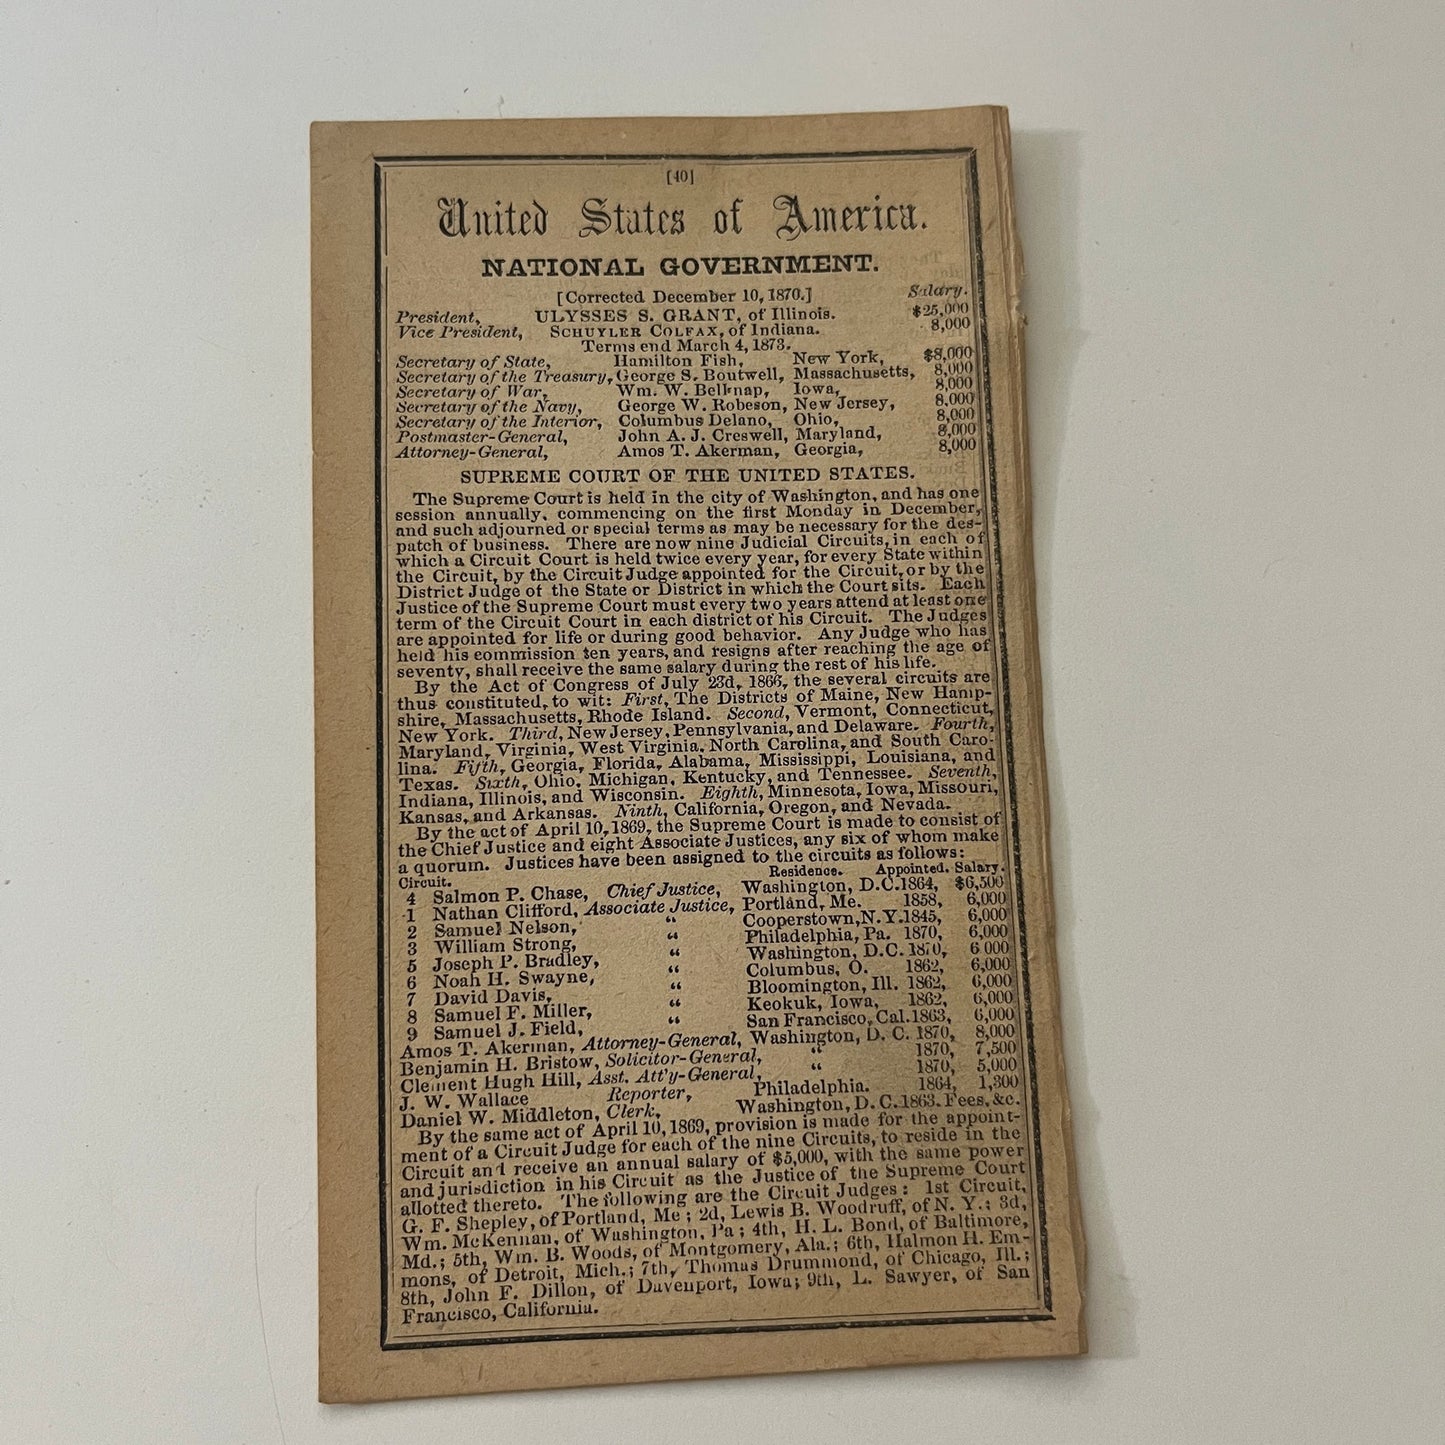 [40]
United States of America.
NATIONAL GOVERNMENT.
[Corrected December 10, 1870.] Salary.
President, ULYSSES S. GRANT, of Illinois. $25,000
Vice President, SCHUYLER COLFAX, of Indiana. 8,000
Terms end March 4, 1873.
Secretary of State, Hamilton Fish, New York, $8,000
Secretary of the Treasury, George S. Boutwell, Massachusetts, 8,000
Secretary of War, Wm. W. Belknap, Iowa, 8,000
Secretary of the Navy, George W. Robeson, New Jersey, 8,000
Secretary of the Interior, Columbus Delano, Ohio, 8,000
Postmaster-General, John A. J. Creswell, Maryland, 8,000
Attorney-General, Amos T. Akerman, Georgia, 8,000
SUPREME COURT OF THE UNITED STATES.
The Supreme Court is held in the city of Washington, and has one
session annually, commencing on the first Monday in December,
and such adjourned or special terms as may be necessary for the des-
patch of business. There are now nine Judicial Circuits, in each of
which a Circuit Court is held twice every year, for every State within
the Circuit, by the Circuit Judge appointed for the Circuit, or by the
District Judge of the State or District in which the Court sits. Each
Justice of the Supreme Court must every two years attend at least one
term of the Circuit Court in each district of his Circuit. The Judges
are appointed for life or during good behavior. Any Judge who has
held his commission ten years, and resigns after reaching the age of
seventy, shall receive the same salary during the rest of his life.
By the Act of Congress of July 23d, 1866, the several circuits are
thus constituted, to wit: First, The Districts of Maine, New Hamp-
shire, Massachusetts, Rhode Island. Second, Vermont, Connecticut,
New York. Third, New Jersey, Pennsylvania, and Delaware. Fourth,
Maryland, Virginia, West Virginia, North Carolina, and South Caro-
lina. Fifth, Georgia, Florida, Alabama, Mississippi, Louisiana, and
Texas. Sixth, Ohio, Michigan, Kentucky, and Tennessee. Seventh,
Indiana, Illinois, and Wisconsin. Eighth, Minnesota, Iowa, Missouri,
Kansas, and Arkansas. Ninth, California, Oregon, and Nevada.
By the act of April 10, 1869, the Supreme Court is made to consist of
the Chief Justice and eight Associate Justices, any six of whom make
a quorum. Justices have been assigned to the circuits as follows:
Circuit. Residence. Appointed. Salary.
4 Salmon P. Chase, Chief Justice, Washington, D.C. 1864, $6,500
1 Nathan Clifford, Associate Justice, Portland, Me. 1858, 6,000
2 Samuel Nelson, " Cooperstown, N.Y. 1845, 6,000
3 William Strong, " Philadelphia, Pa. 1870, 6,000
5 Joseph P. Bradley, " Washington, D.C. 1870, 6 000
6 Noah H. Swayne, " Columbus, O. 1862, 6,000
7 David Davis, " Bloomington, Ill. 1862, 6,000
8 Samuel F. Miller, " Keokuk, Iowa, 1862, 6,000
9 Samuel J. Field, " San Francisco, Cal. 1863, 6,000
Amos T. Akerman, Attorney-General, Washington, D. C. 1870, 8,000
Benjamin H. Bristow, Solicitor-General, " 1870, 7,500
Clement Hugh Hill, Asst. Att'y-General, " 1870, 5,000
J. W. Wallace Reporter, Philadelphia. 1864, 1,300
Daniel W. Middleton, Clerk, Washington, D. C. 1863. Fees, &c.
By the same act of April 10, 1869, provision is made for the appoint-
ment of a Circuit Judge for each of the nine Circuits, to reside in the
Circuit and receive an annual salary of $5,000, with the same power
and jurisdiction in his Circuit as the Justice of the Supreme Court
allotted thereto. The following are the Circuit Judges: 1st Circuit,
G. F. Shepley, of Portland, Me; 2d, Lewis B. Woodruff, of N. Y.; 3d,
Wm. McKennan, of Washington, Pa; 4th, H. L. Bond, of Baltimore,
Md.; 5th, Wm. B. Woods, of Montgomery, Ala.; 6th, Halmon H. Em-
mons, of Detroit, Mich.; 7th, Thomas Drummond, of Chicago, Ill.;
8th, John F. Dillon, of Davenport, Iowa; 9th, L. Sawyer, of San
Francisco, California.